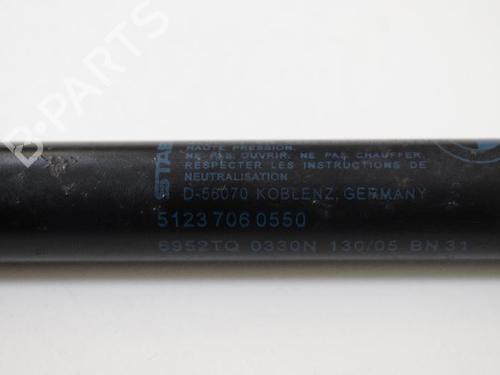 B-PARTS
STAB
HAUTE PRESSION.
NE PAS OUVRIR. NE PAS CHAUFFER.
RESPECTER LES INSTRUCTIONS DE
NEUTRALISATION
D-56070 KOBLENZ, GERMANY
5123 706 0550
6952TQ 0330N 130/05 BN 31